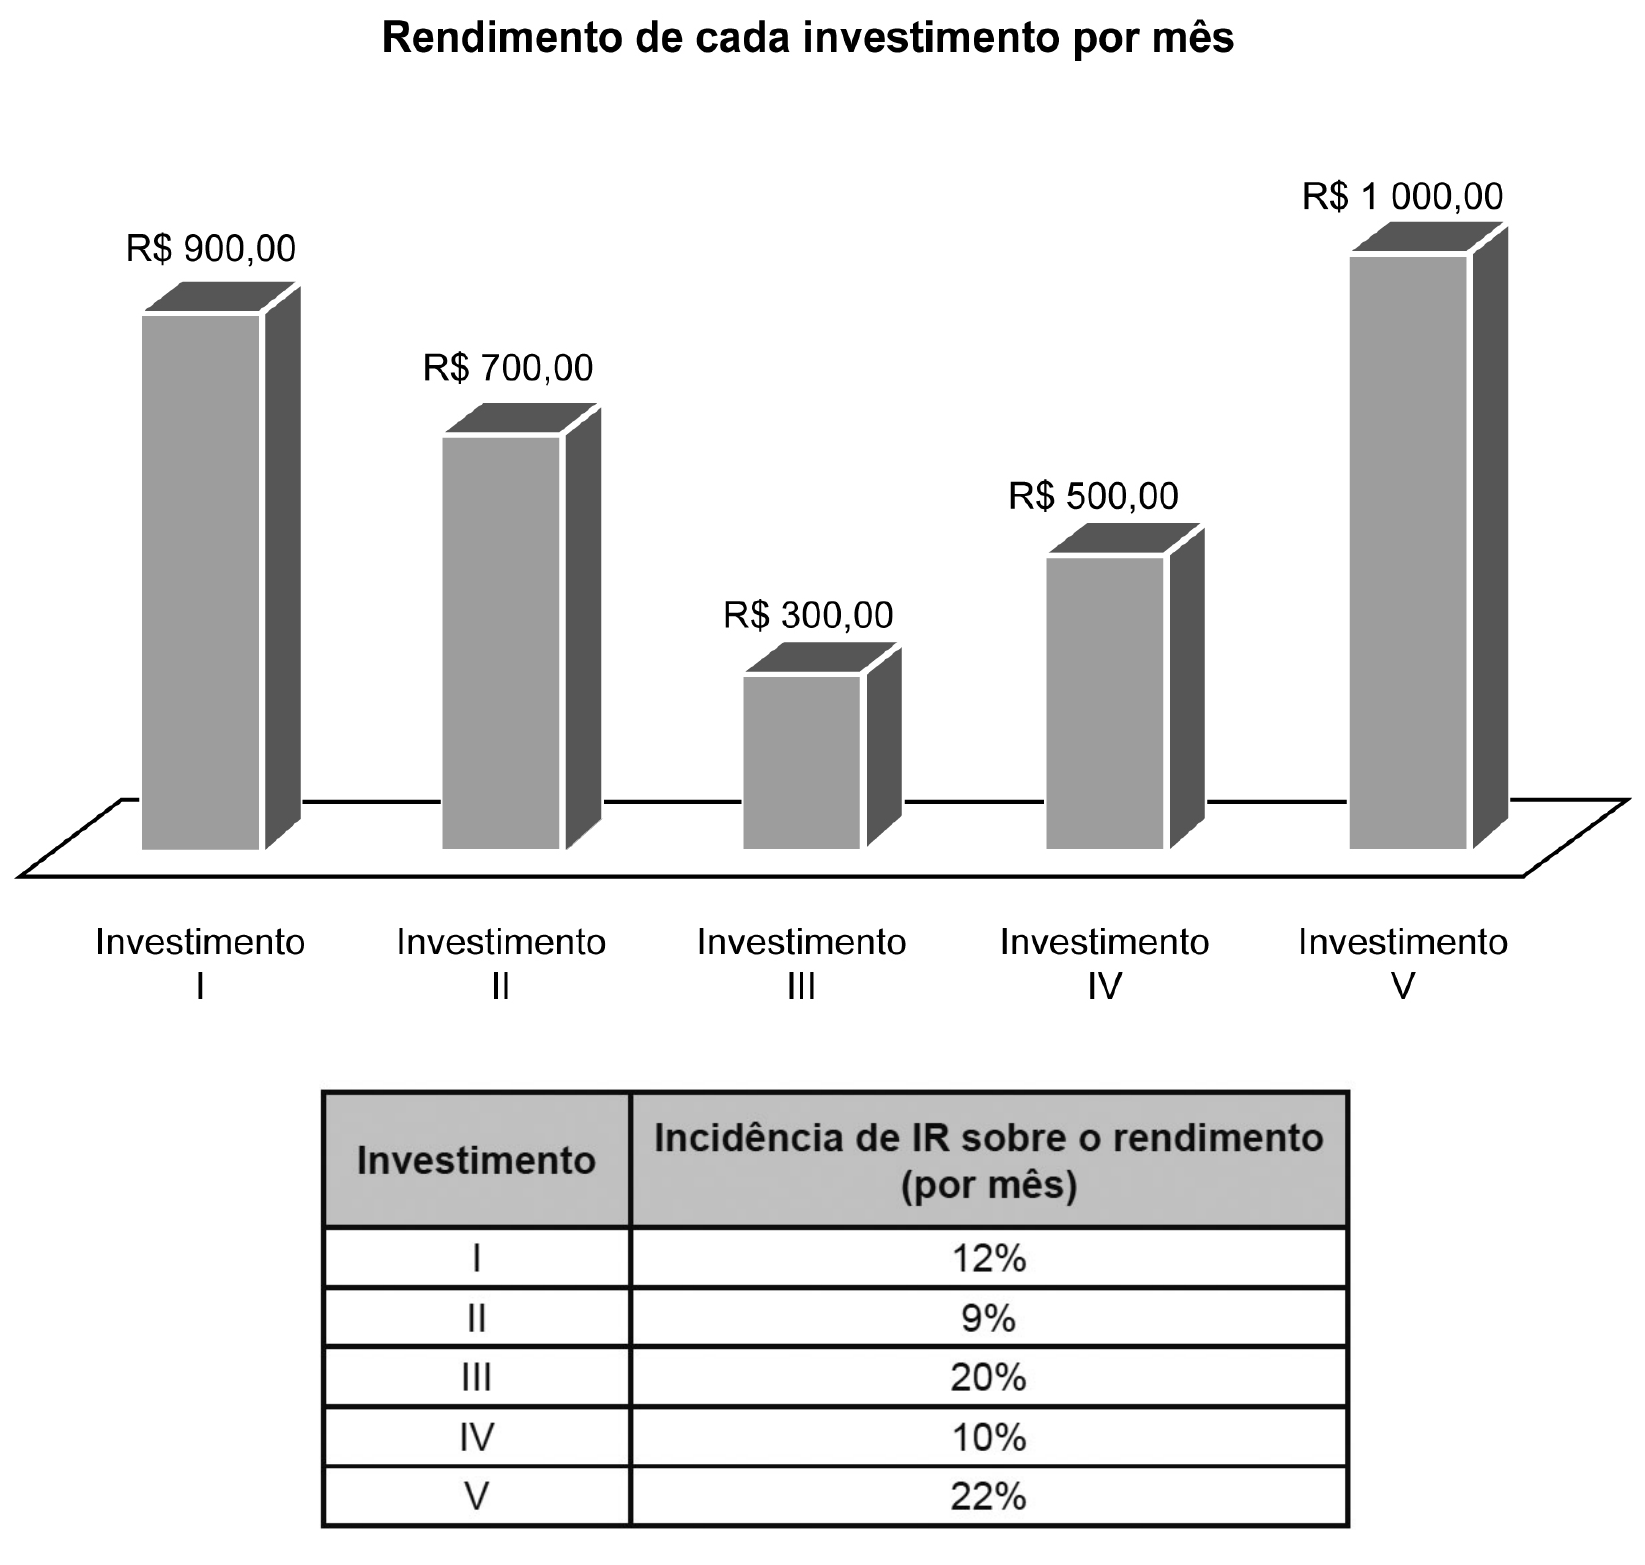 Rendimento de cada investimento por mês
R$ 900,00
R$ 700,00
R$ 300,00
R$ 500,00
R$ 1 000,00
Investimento
I
Investimento
II
Investimento
III
Investimento
IV
Investimento
V
Investimento
Incidência de IR sobre o rendimento
(por mês)
I
12%
II
9%
III
20%
IV
10%
V
22%